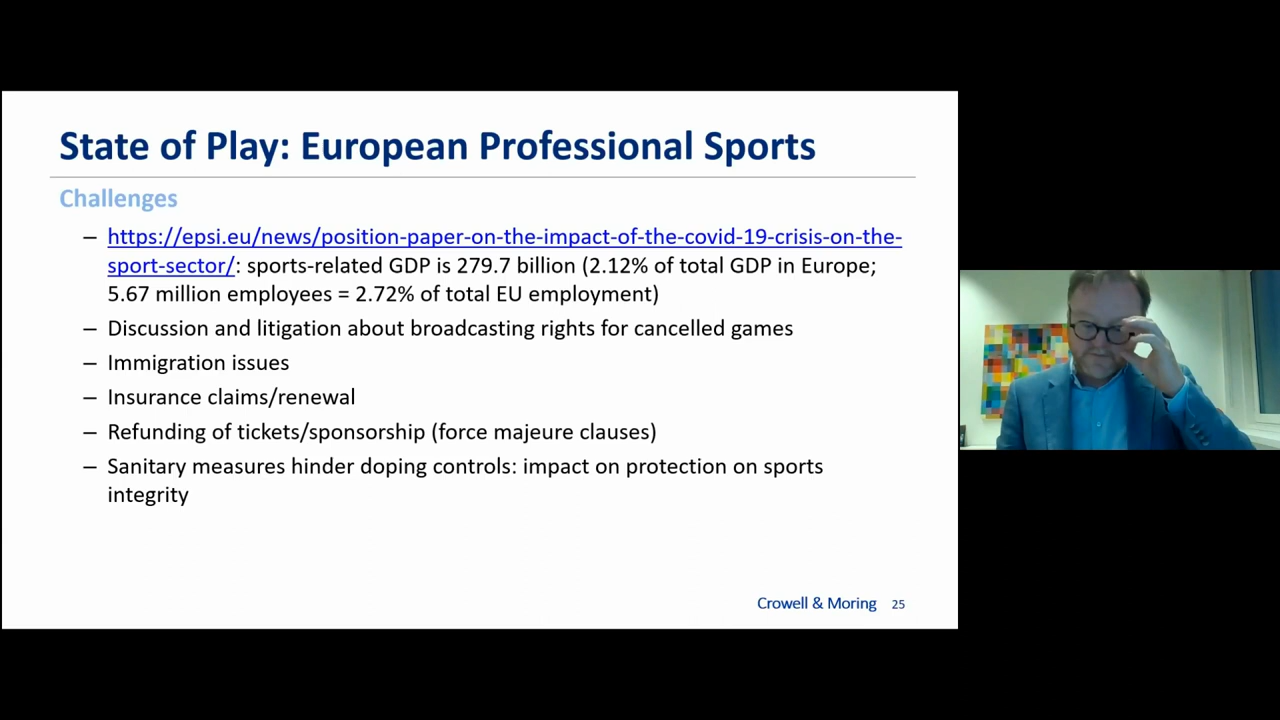 State of Play: European Professional Sports
Challenges
– https://epsi.eu/news/position-paper-on-the-impact-of-the-covid-19-crisis-on-the-
sport-sector/: sports-related GDP is 279.7 billion (2.12% of total GDP in Europe;
5.67 million employees = 2.72% of total EU employment)
– Discussion and litigation about broadcasting rights for cancelled games
– Immigration issues
– Insurance claims/renewal
– Refunding of tickets/sponsorship (force majeure clauses)
– Sanitary measures hinder doping controls: impact on protection on sports
integrity
Crowell & Moring 25